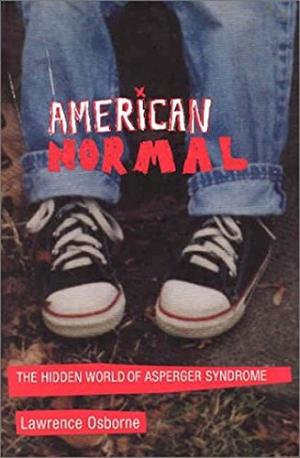 AMERICAN
NORMAL
THE HIDDEN WORLD OF ASPERGER SYNDROME
Lawrence Osborne